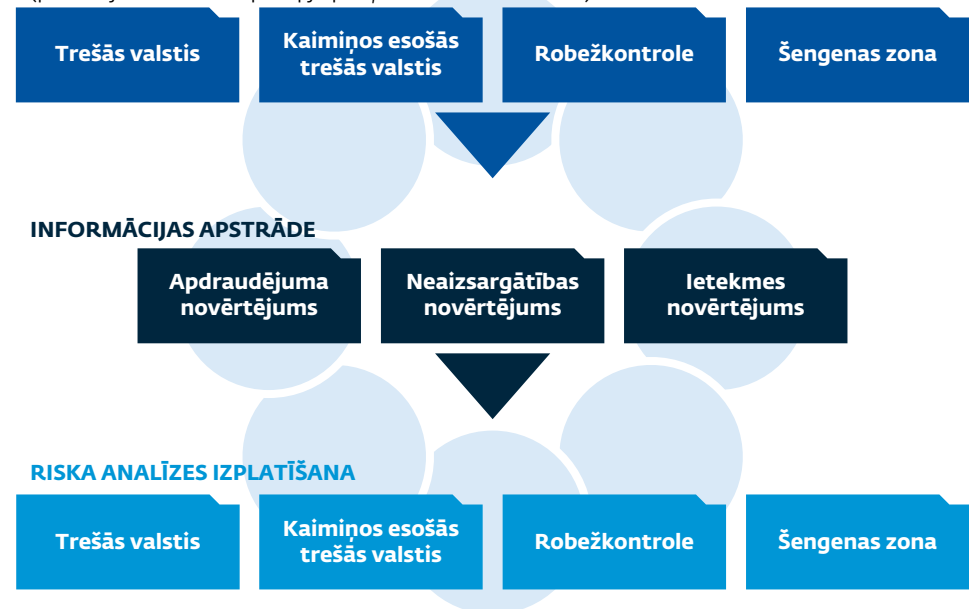 Trešās valstis
Kaimiņos esošās
trešās valstis
Robežkontrole
Šengenas zona
INFORMĀCIJAS APSTRĀDE
Apdraudējuma
novērtējums
Neaizsargātības
novērtējums
Ietekmes
novērtējums
RISKA ANALĪZES IZPLATĪŠANA
Trešās valstis
Kaimiņos esošās
trešās valstis
Robežkontrole
Šengenas zona